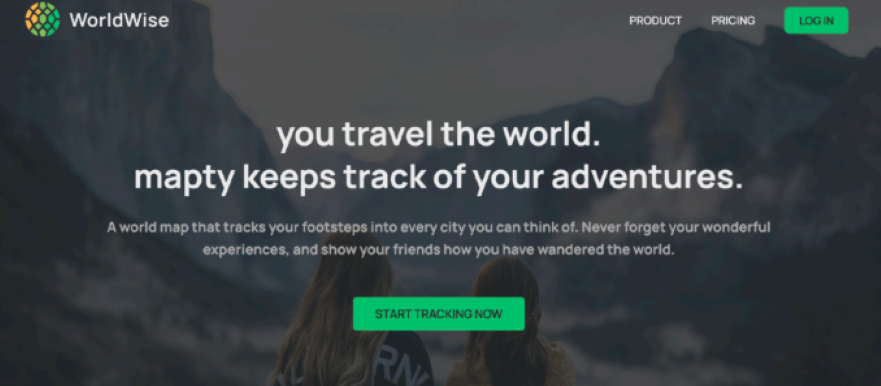 WorldWise
PRODUCT
PRICING
LOG IN
you travel the world.
mapty keeps track of your adventures.
A world map that tracks your footsteps into every city you can think of. Never forget your wonderful
experiences, and show your friends how you have wandered the world.
START TRACKING NOW